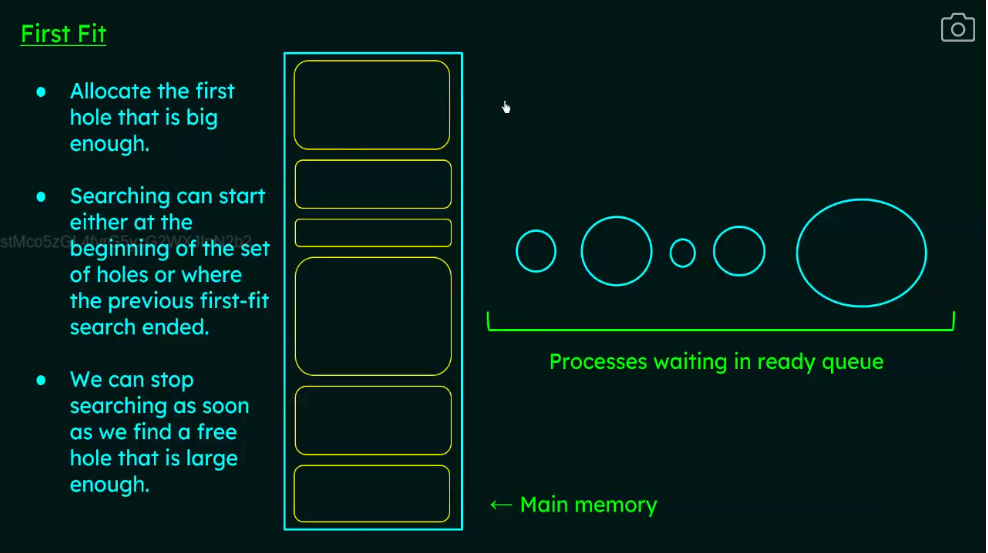 First Fit
● Allocate the first
hole that is big
enough.
● Searching can start
either at the
beginning of the set
of holes or where
the previous first-fit
search ended.
● We can stop
searching as soon
as we find a free
hole that is large
enough.
Processes waiting in ready queue
← Main memory